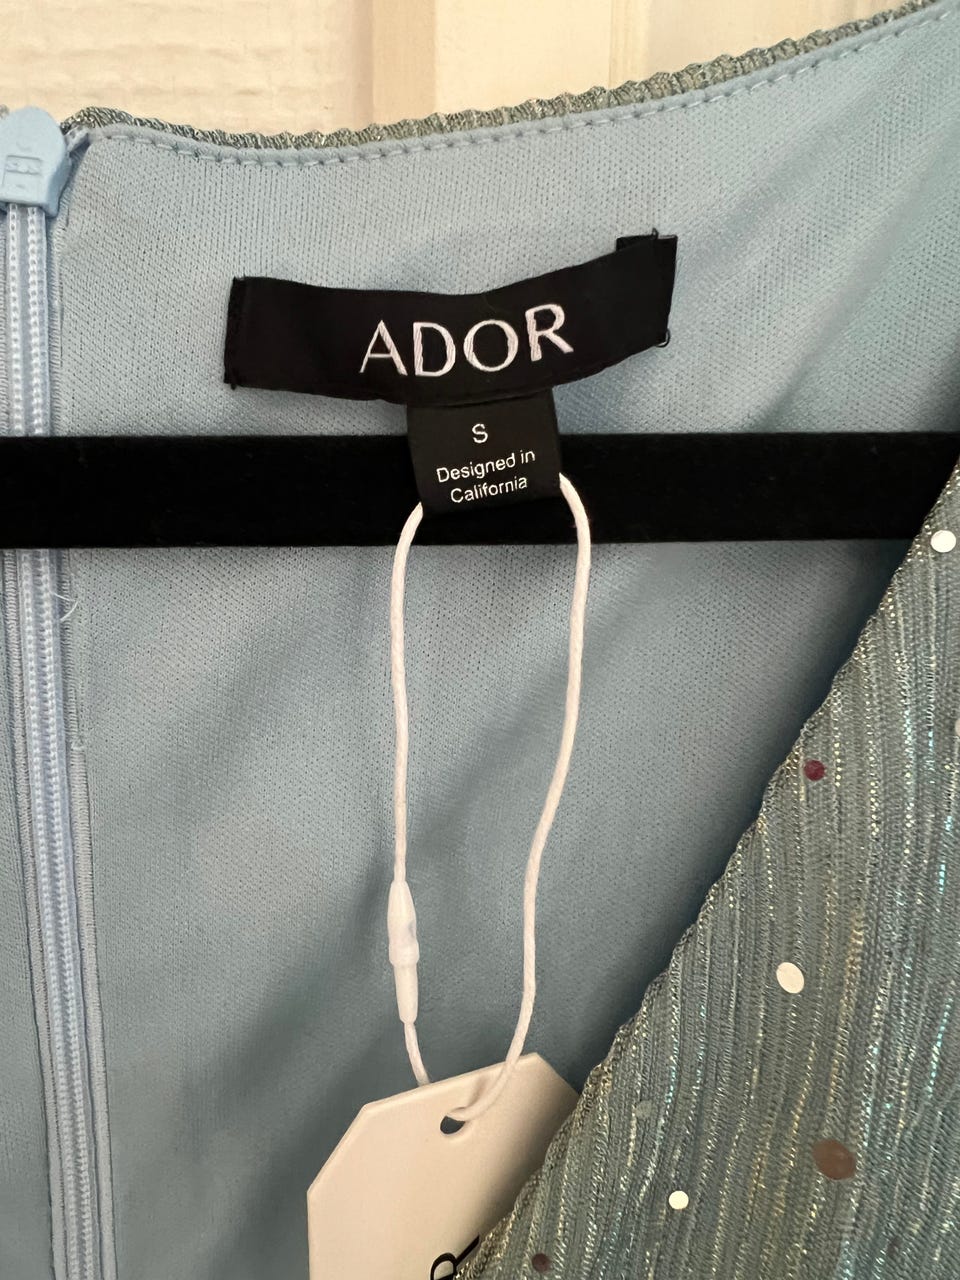 ADOR
S
Designed in
California
R